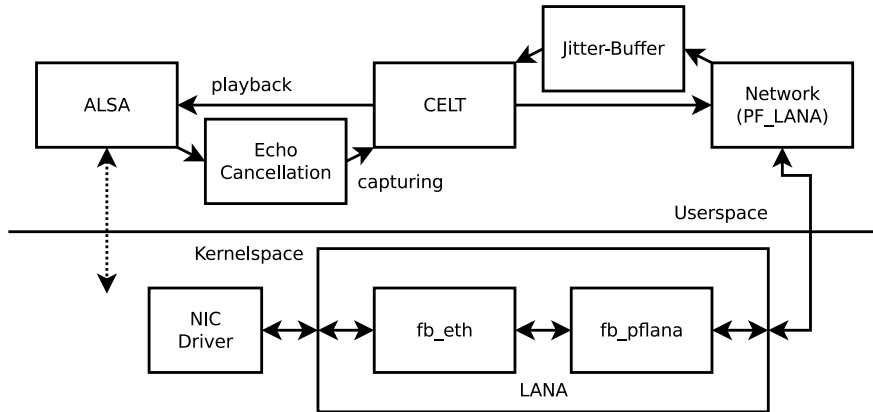 Jitter-Buffer
ALSA
playback
CELT
Network
(PF_LANA)
Echo
Cancellation
capturing
Userspace
Kernelspace
NIC
Driver
fb_eth
fb_pflana
LANA